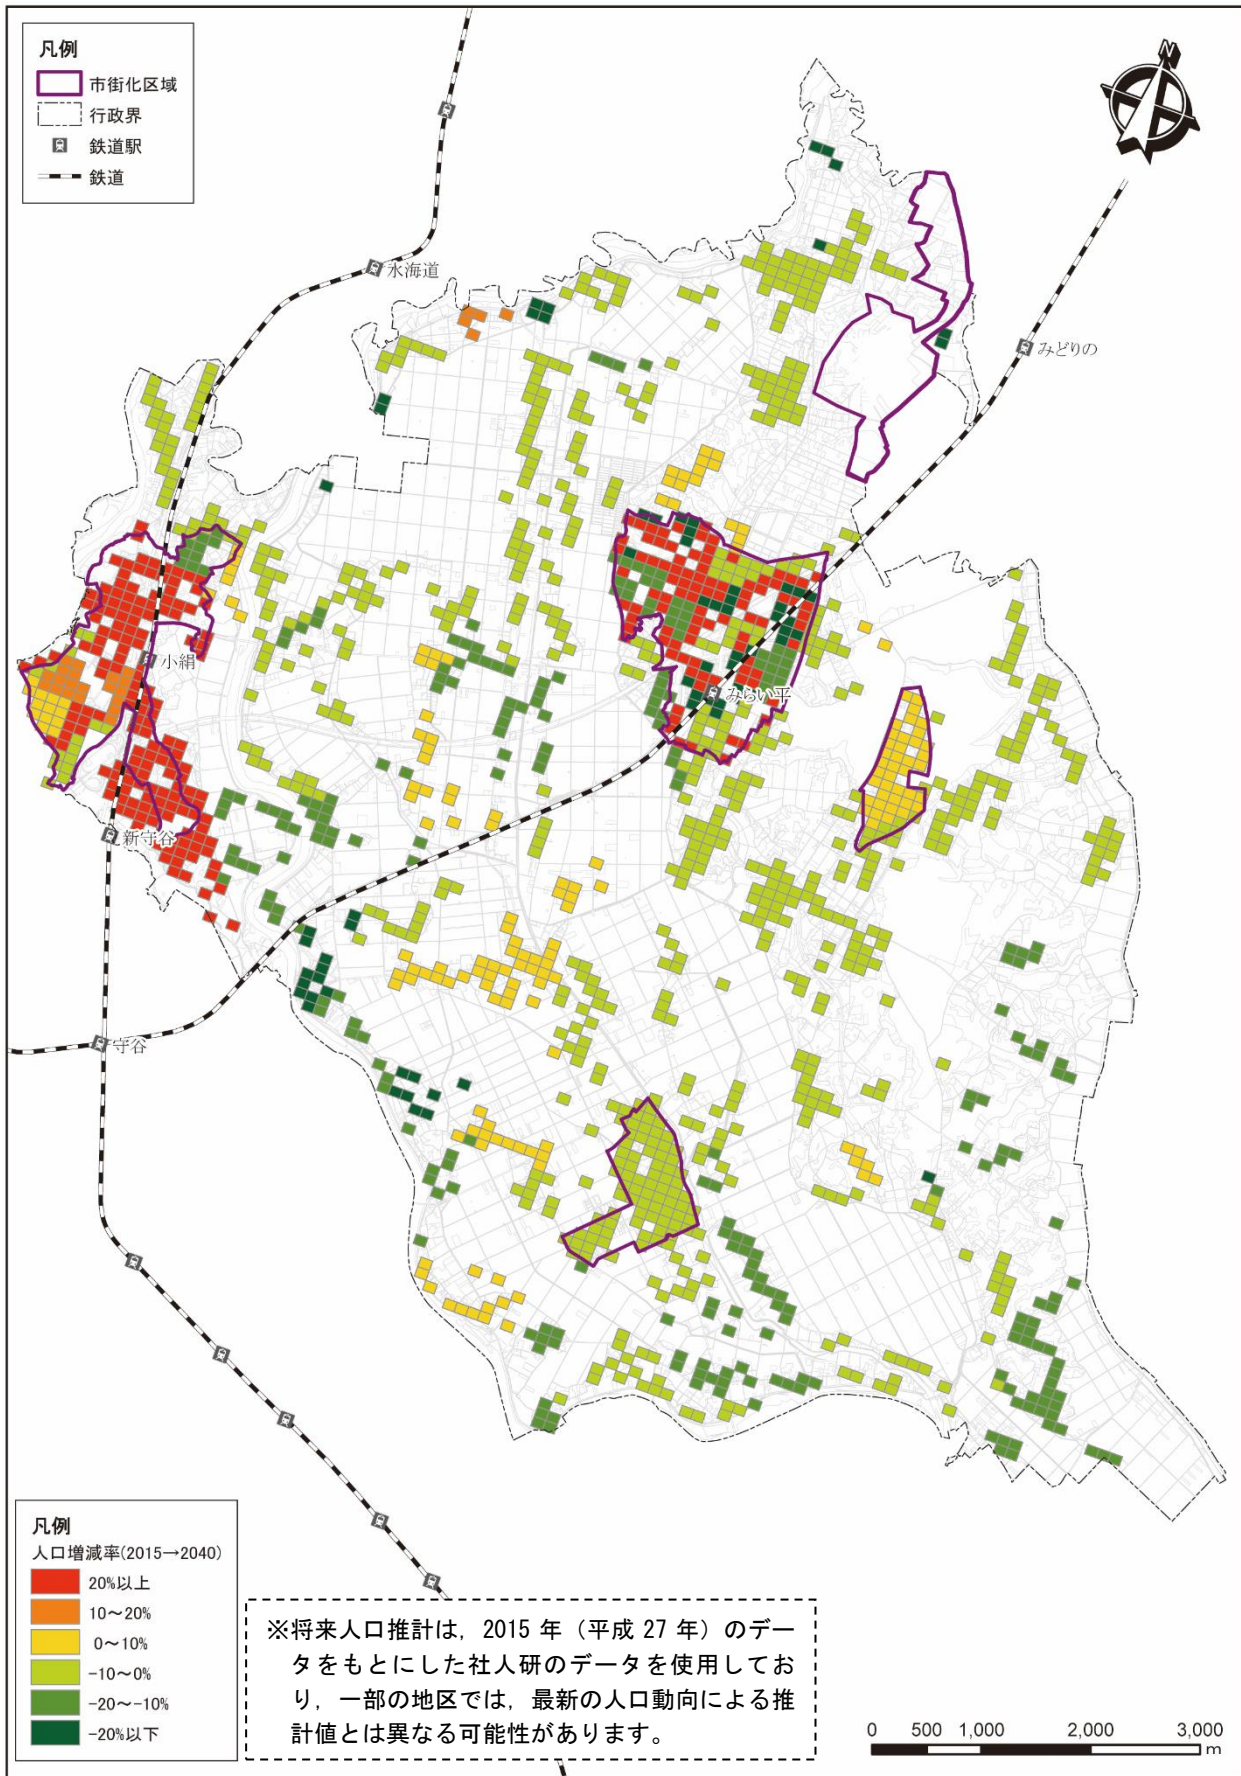 凡例
市街化区域
行政界
鉄道駅
鉄道
N
水海道
みどりの
小絹
みらい平
新守谷
守谷
凡例
人口増減率(2015→2040)
20%以上
10～20%
0～10%
-10～0%
-20～-10%
-20%以下
※将来人口推計は，2015 年（平成 27 年）のデー
タをもとにした社人研のデータを使用してお
り，一部の地区では，最新の人口動向による推
計値とは異なる可能性があります。
0 500 1,000 2,000 3,000
m